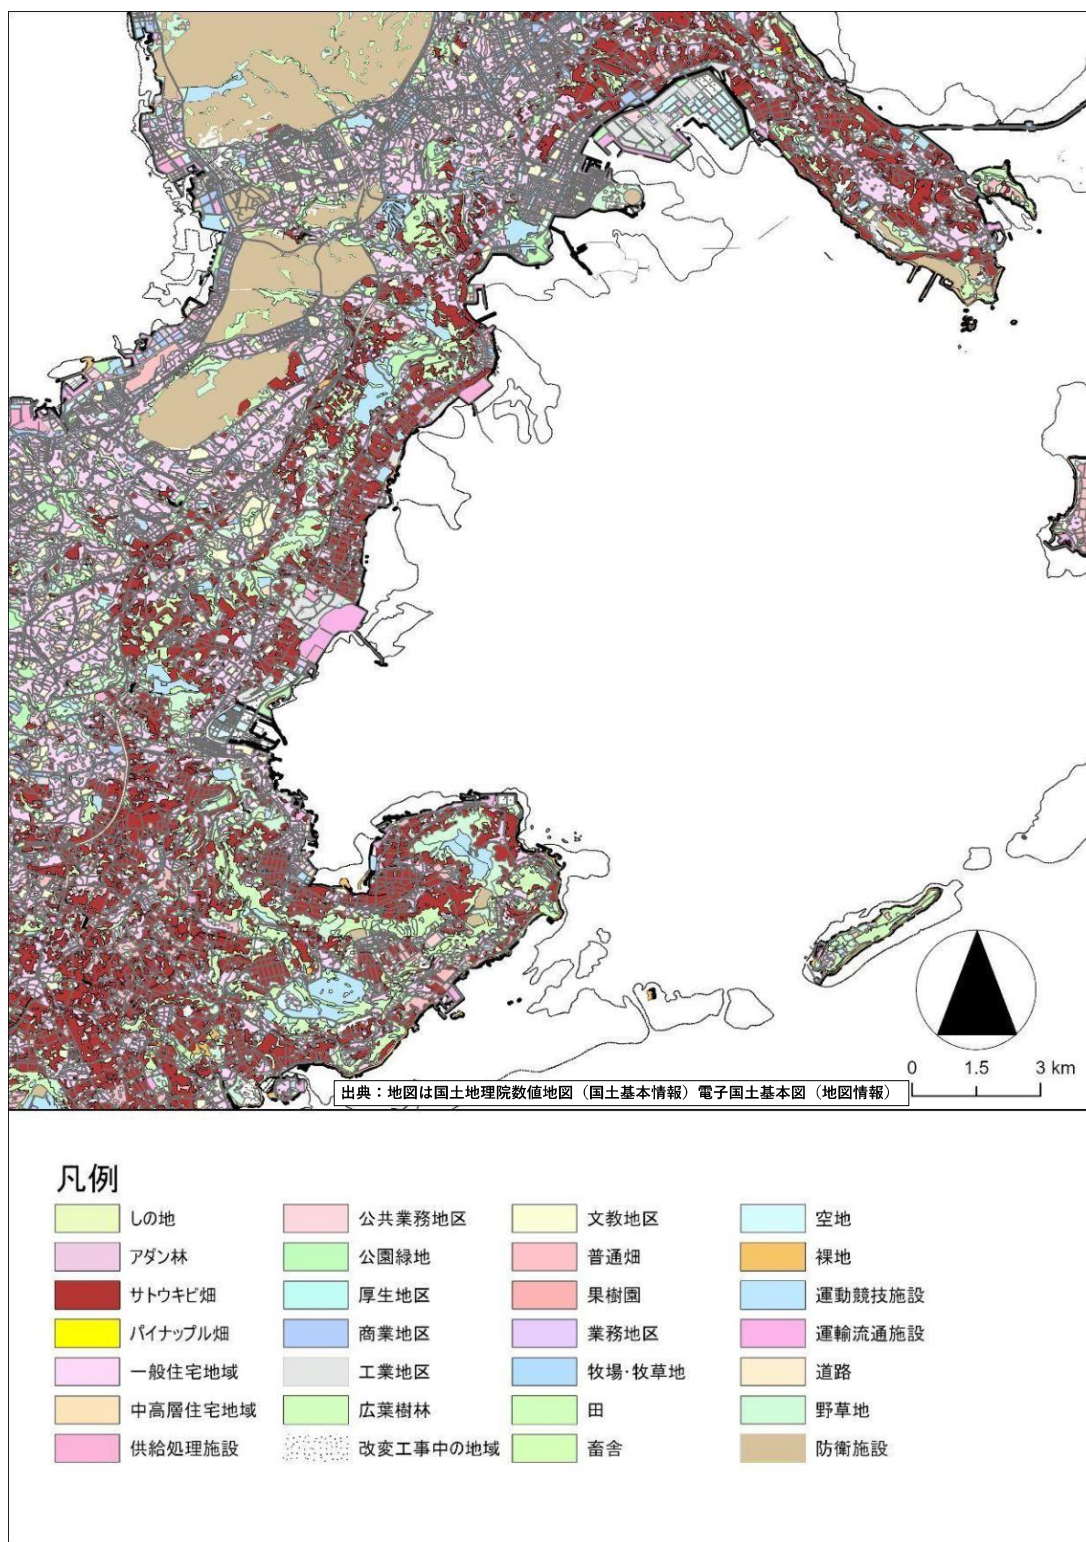 出典：地図は国土地理院数値地図（国土基本情報）電子国土基本図（地図情報）
0 1.5 3 km
凡例
しの地 公共業務地区 文教地区 空地
アダン林 公園緑地 普通畑 裸地
サトウキビ畑 厚生地区 果樹園 運動競技施設
パイナップル畑 商業地区 業務地区 運輸流通施設
一般住宅地域 工業地区 牧場・牧草地 道路
中高層住宅地域 広葉樹林 田 野草地
供給処理施設 改変工事中の地域 畜舎 防衛施設